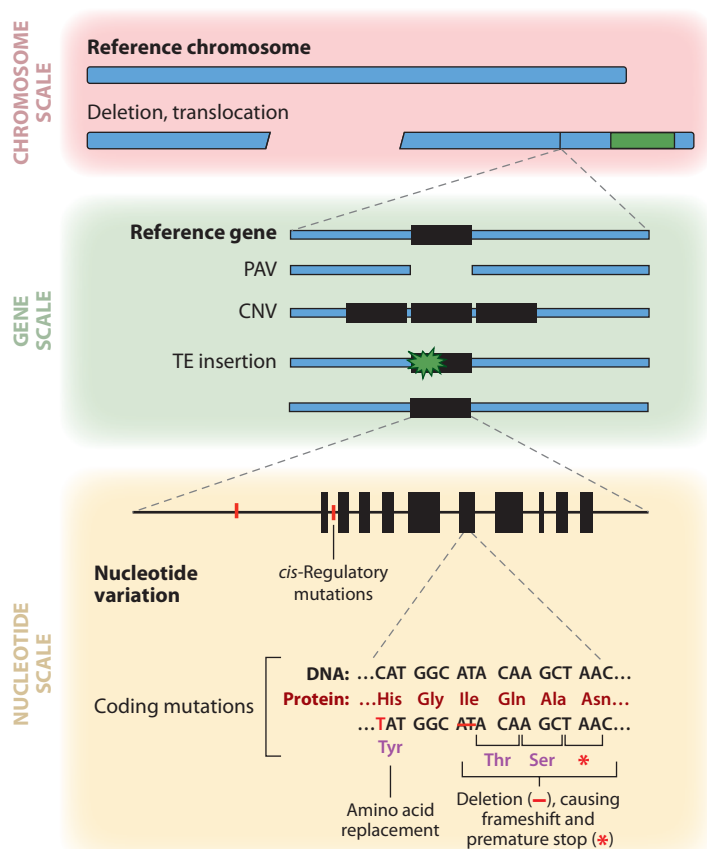 CHROMOSOME
SCALE
Reference chromosome
Deletion, translocation
GENE
SCALE
Reference gene
PAV
CNV
TE insertion
NUCLEOTIDE
SCALE
Nucleotide
variation
cis-Regulatory
mutations
Coding mutations
DNA: …CAT GGC ATA CAA GCT AAC…
Protein: …His Gly Ile Gln Ala Asn…
…TAT GGC ATA CAA GCT AAC…
Tyr Thr Ser *
Amino acid
replacement
Deletion (–), causing
frameshift and
premature stop (*)